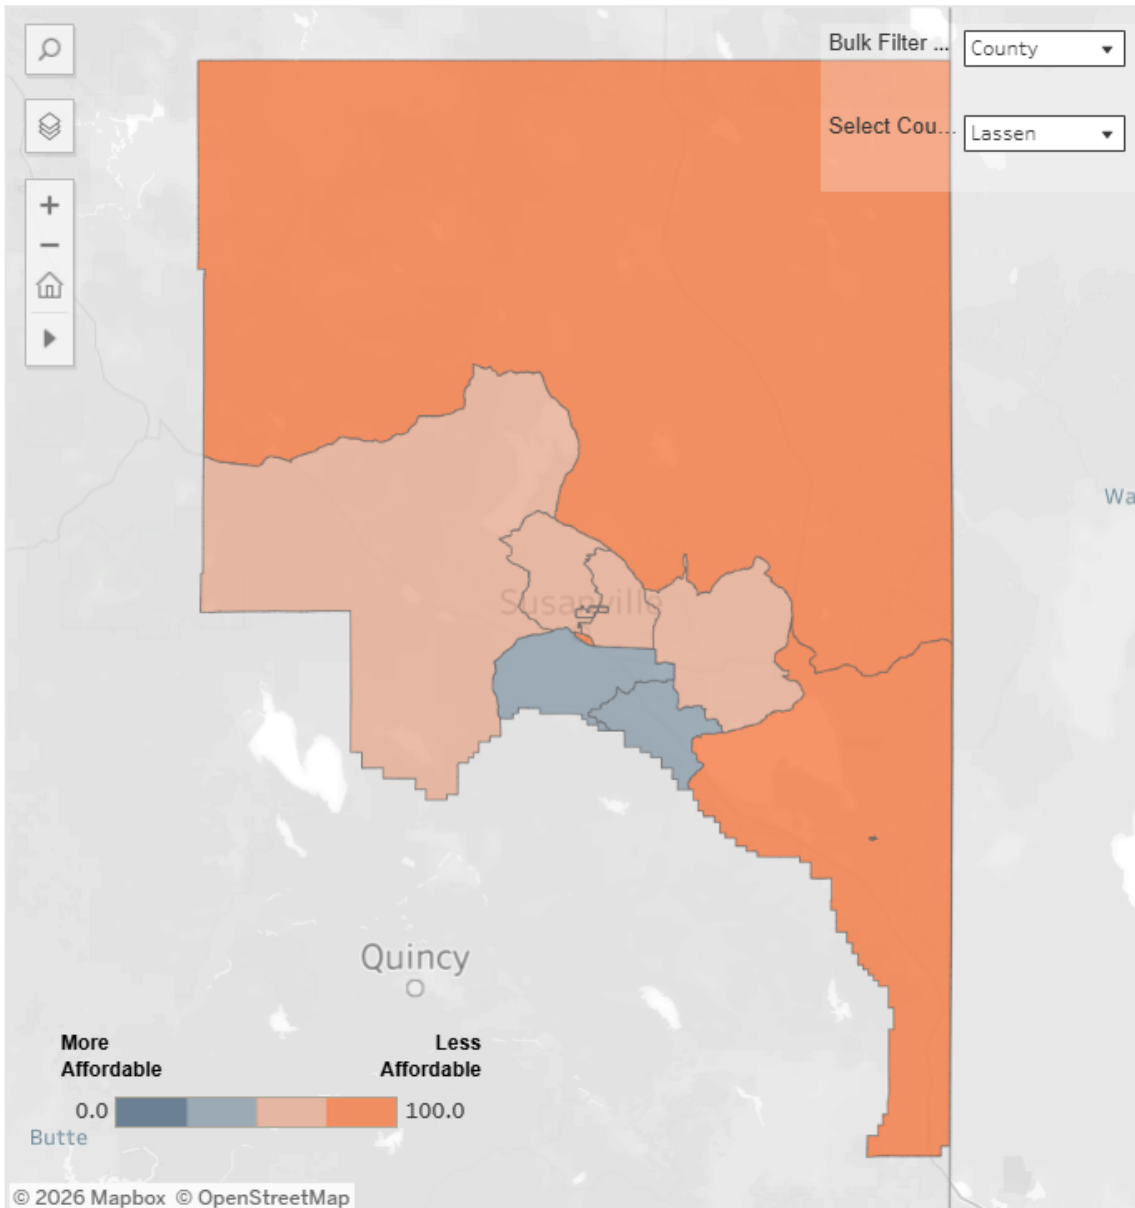 Bulk Filter ... County
Select Cou... Lassen
Wa
Susanville
Quincy
More Less
Affordable Affordable
0.0 100.0
Butte
© 2026 Mapbox © OpenStreetMap